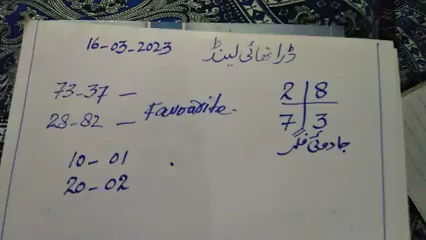 16-03-2023 ڈرا تھائی لینڈ
73-37 — 2 | 8
Favourite.
28-82 — 7 | 3
جادوئی فگر
10-01
20-02